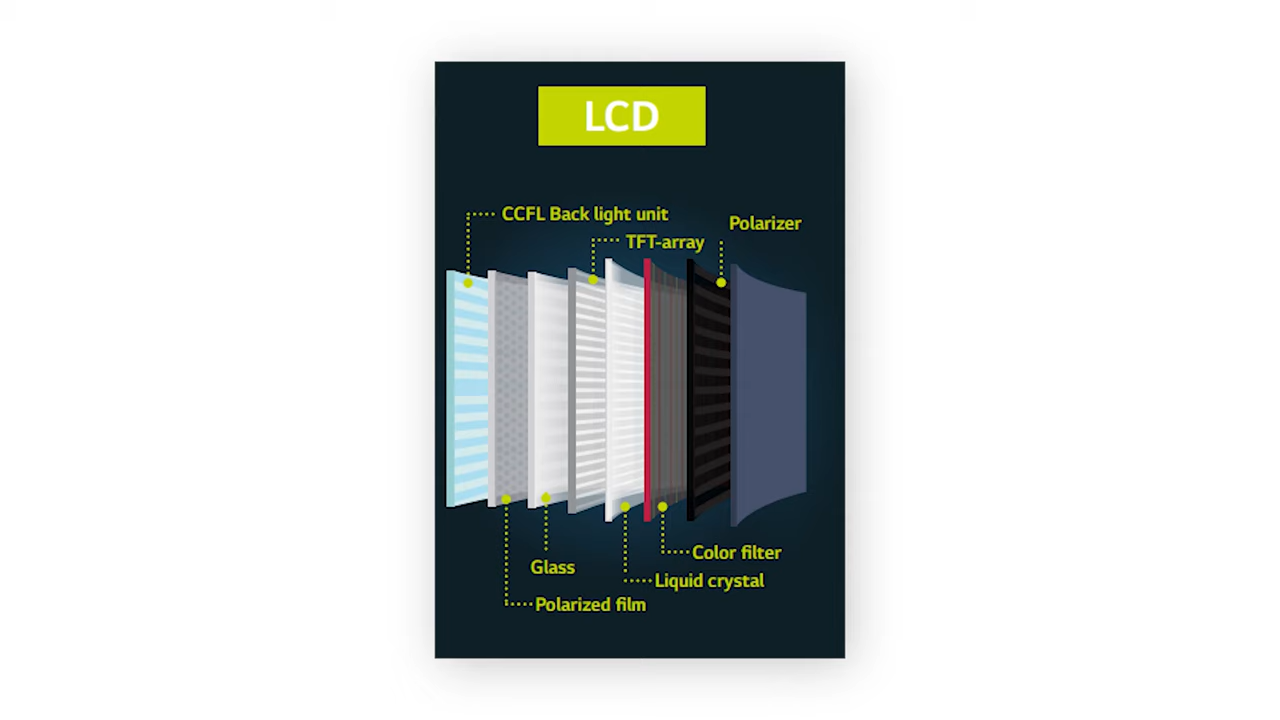 LCD
CCFL Back light unit
Polarizer
TFT-array
Color filter
Glass
Liquid crystal
Polarized film